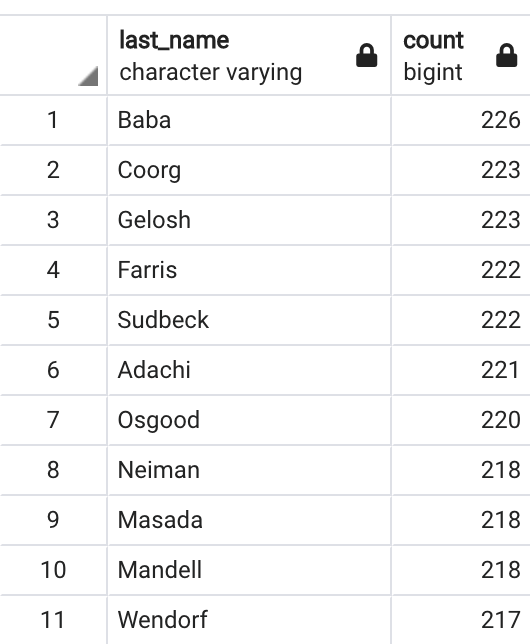 last_name count
character varying bigint
1 Baba 226
2 Coorg 223
3 Gelosh 223
4 Farris 222
5 Sudbeck 222
6 Adachi 221
7 Osgood 220
8 Neiman 218
9 Masada 218
10 Mandell 218
11 Wendorf 217